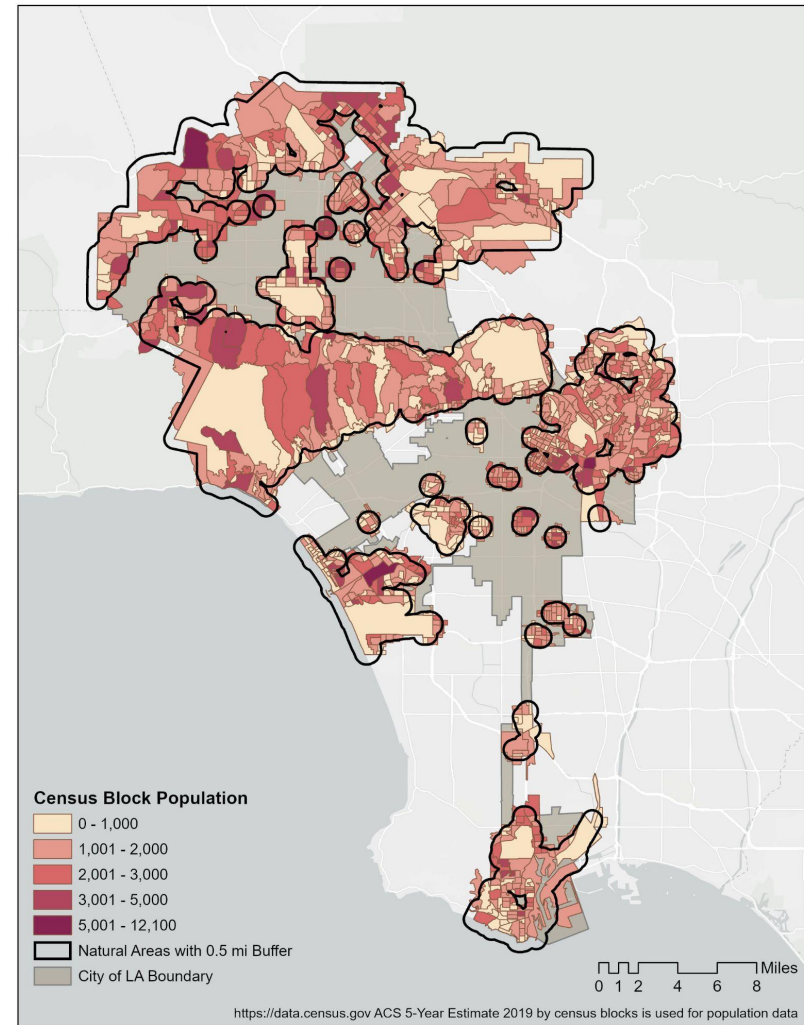 Census Block Population
0 - 1,000
1,001 - 2,000
2,001 - 3,000
3,001 - 5,000
5,001 - 12,100
Natural Areas with 0.5 mi Buffer
City of LA Boundary
Miles
0 1 2 4 6 8
https://data.census.gov ACS 5-Year Estimate 2019 by census blocks is used for population data